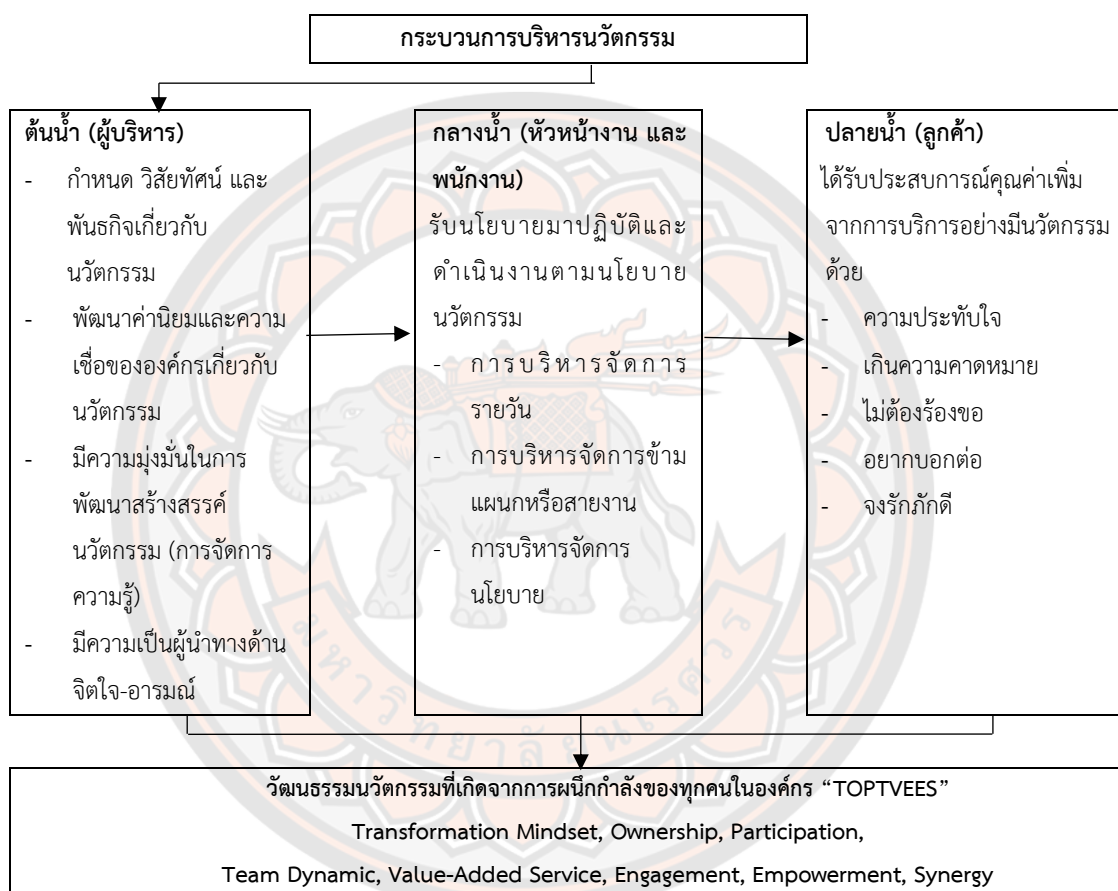 กระบวนการบริหารนวัตกรรม
ต้นน้ำ (ผู้บริหาร)
- กำหนด วิสัยทัศน์ และ
พันธกิจเกี่ยวกับ
นวัตกรรม
- พัฒนาค่านิยมและความ
เชื่อขององค์กรเกี่ยวกับ
นวัตกรรม
- มีความมุ่งมั่นในการ
พัฒนาสร้างสรรค์
นวัตกรรม (การจัดการ
ความรู้)
- มีความเป็นผู้นำทางด้าน
จิตใจ-อารมณ์
กลางน้ำ (หัวหน้างาน และ
พนักงาน)
รับนโยบายมาปฏิบัติและ
ดำเนินงานตามนโยบาย
นวัตกรรม
- การบริหารจัดการ
รายวัน
- การบริหารจัดการข้าม
แผนกหรือสายงาน
- การบริหารจัดการ
นโยบาย
ปลายน้ำ (ลูกค้า)
ได้รับประสบการณ์คุณค่าเพิ่ม
จากการบริการอย่างมีนวัตกรรม
ด้วย
- ความประทับใจ
- เกินความคาดหมาย
- ไม่ต้องร้องขอ
- อยากบอกต่อ
- จงรักภักดี
มหาวิทยาลัยนเรศวร
วัฒนธรรมนวัตกรรมที่เกิดจากการผนึกกำลังของทุกคนในองค์กร “TOPTVEES”
Transformation Mindset, Ownership, Participation,
Team Dynamic, Value-Added Service, Engagement, Empowerment, Synergy